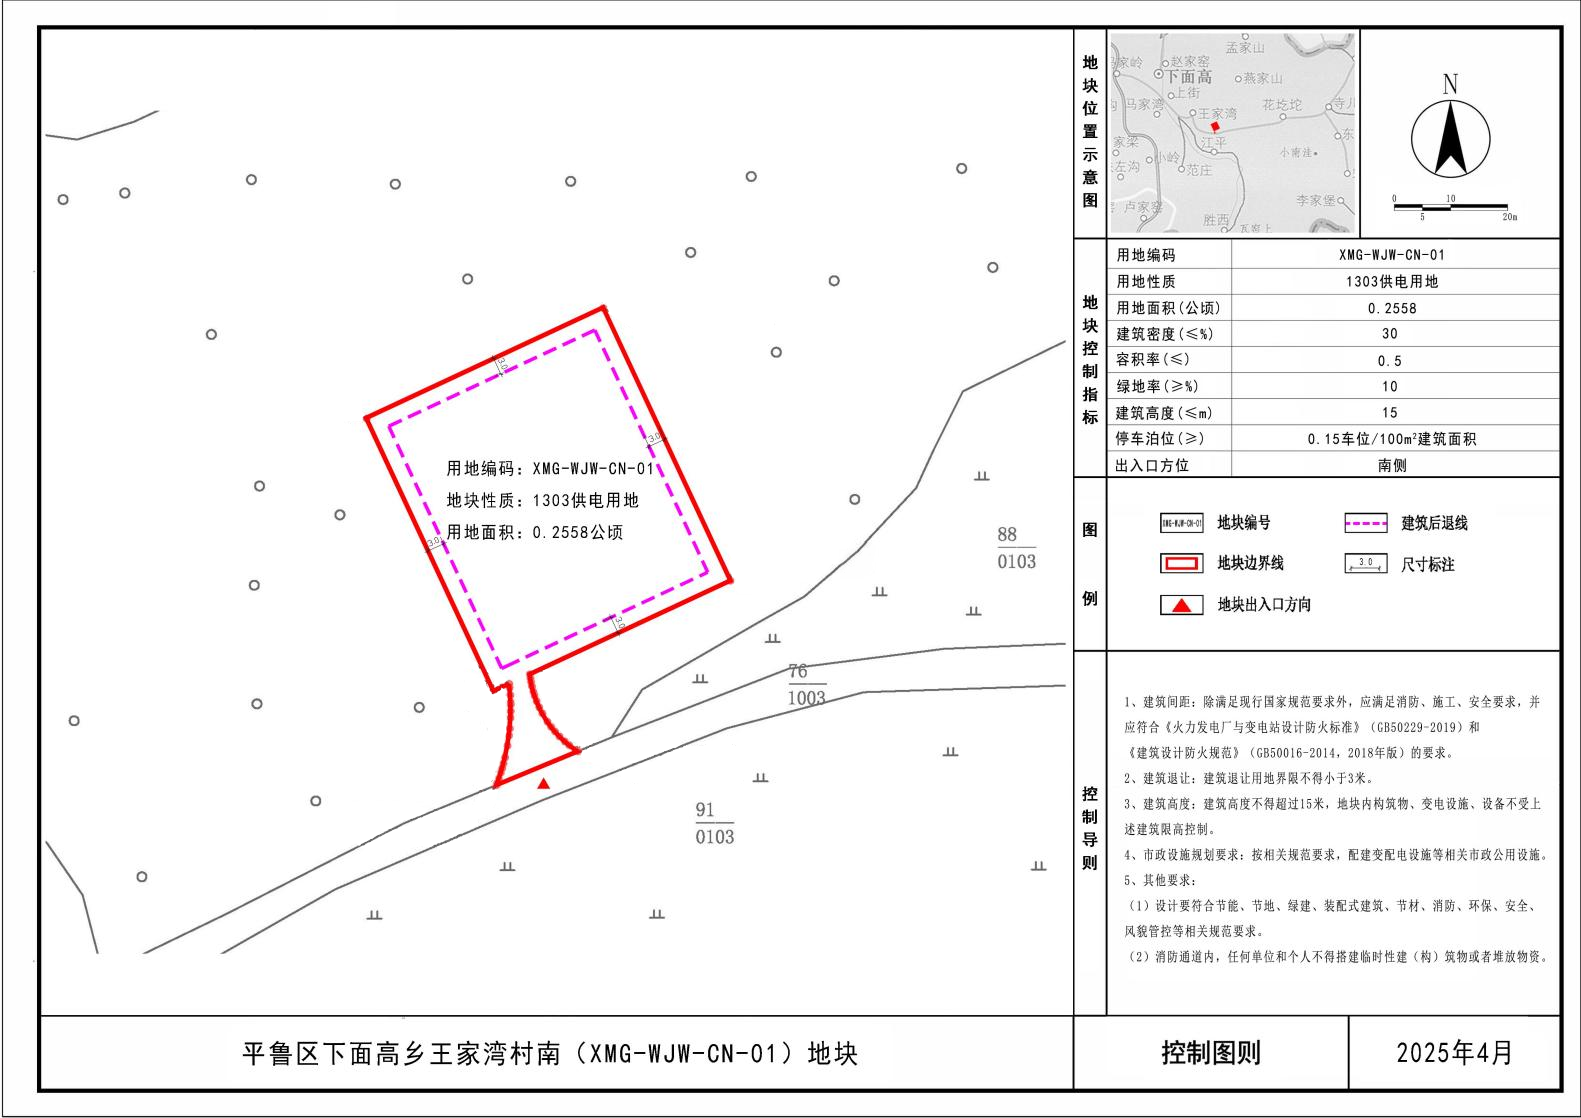 地块位置示意图
孟家山
赵家窑
下面高
燕家山
上街
马家湾
王家湾
花圪坨
寺儿
东
江平
家梁
小岭
小南洼
左沟
范庄
李家堡
卢家窑
胜西
瓦窑上
N
0 10
5 20m
地块控制指标
用地编码 XMG-WJW-CN-01
用地性质 1303供电用地
用地面积(公顷) 0.2558
建筑密度(≤%) 30
容积率(≤) 0.5
绿地率(≥%) 10
建筑高度(≤m) 15
停车泊位(≥) 0.15车位/100m²建筑面积
出入口方位 南侧
图例
XMG-WJW-CN-01 地块编号
建筑后退线
地块边界线
3.0 尺寸标注
地块出入口方向
控制导则
1、建筑间距：除满足现行国家规范要求外，应满足消防、施工、安全要求，并
应符合《火力发电厂与变电站设计防火标准》（GB50229-2019）和
《建筑设计防火规范》（GB50016-2014，2018年版）的要求。
2、建筑退让：建筑退让用地界限不得小于3米。
3、建筑高度：建筑高度不得超过15米，地块内构筑物、变电设施、设备不受上
述建筑限高控制。
4、市政设施规划要求：按相关规范要求，配建变配电设施等相关市政公用设施。
5、其他要求：
（1）设计要符合节能、节地、绿建、装配式建筑、节材、消防、环保、安全、
风貌管控等相关规范要求。
（2）消防通道内，任何单位和个人不得搭建临时性建（构）筑物或者堆放物资。
3.0
3.0
用地编码：XMG-WJW-CN-01
地块性质：1303供电用地
用地面积：0.2558公顷
3.0
3.0
88
0103
76
1003
91
0103
平鲁区下面高乡王家湾村南（XMG-WJW-CN-01）地块
控制图则
2025年4月